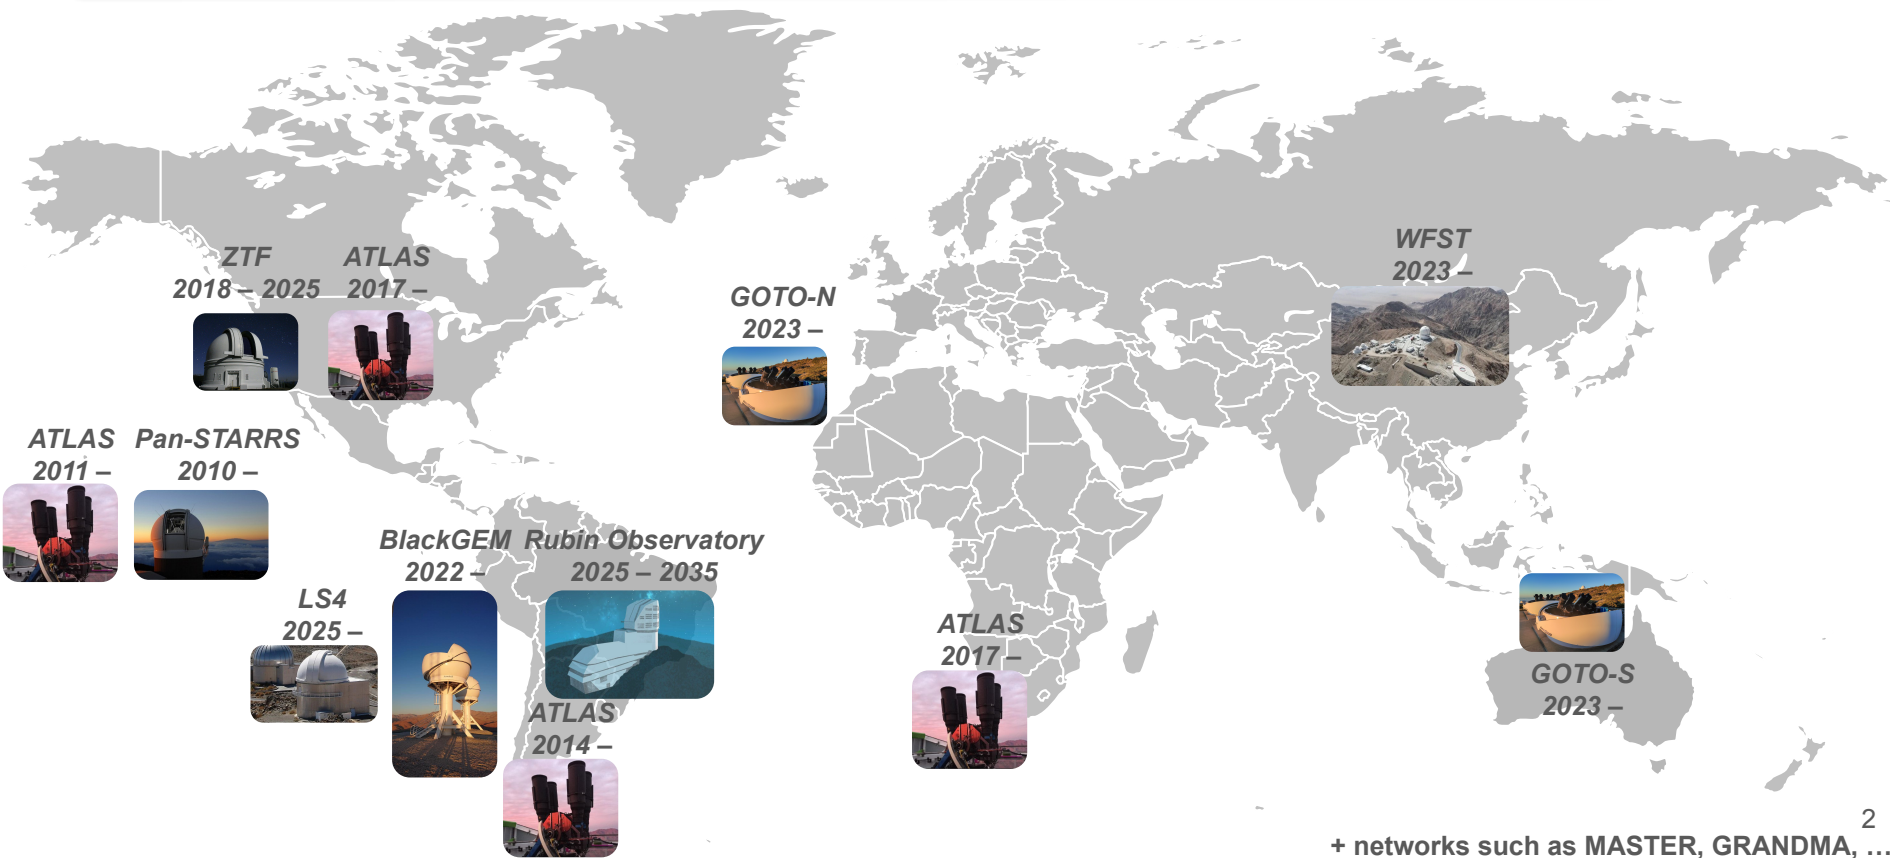 ZTF
2018 – 2025
ATLAS
2017 –
GOTO-N
2023 –
WFST
2023 –
ATLAS
2011 –
Pan-STARRS
2010 –
BlackGEM
2022 –
Rubin Observatory
2025 – 2035
LS4
2025 –
ATLAS
2014 –
ATLAS
2017 –
GOTO-S
2023 –
2
+ networks such as MASTER, GRANDMA, …